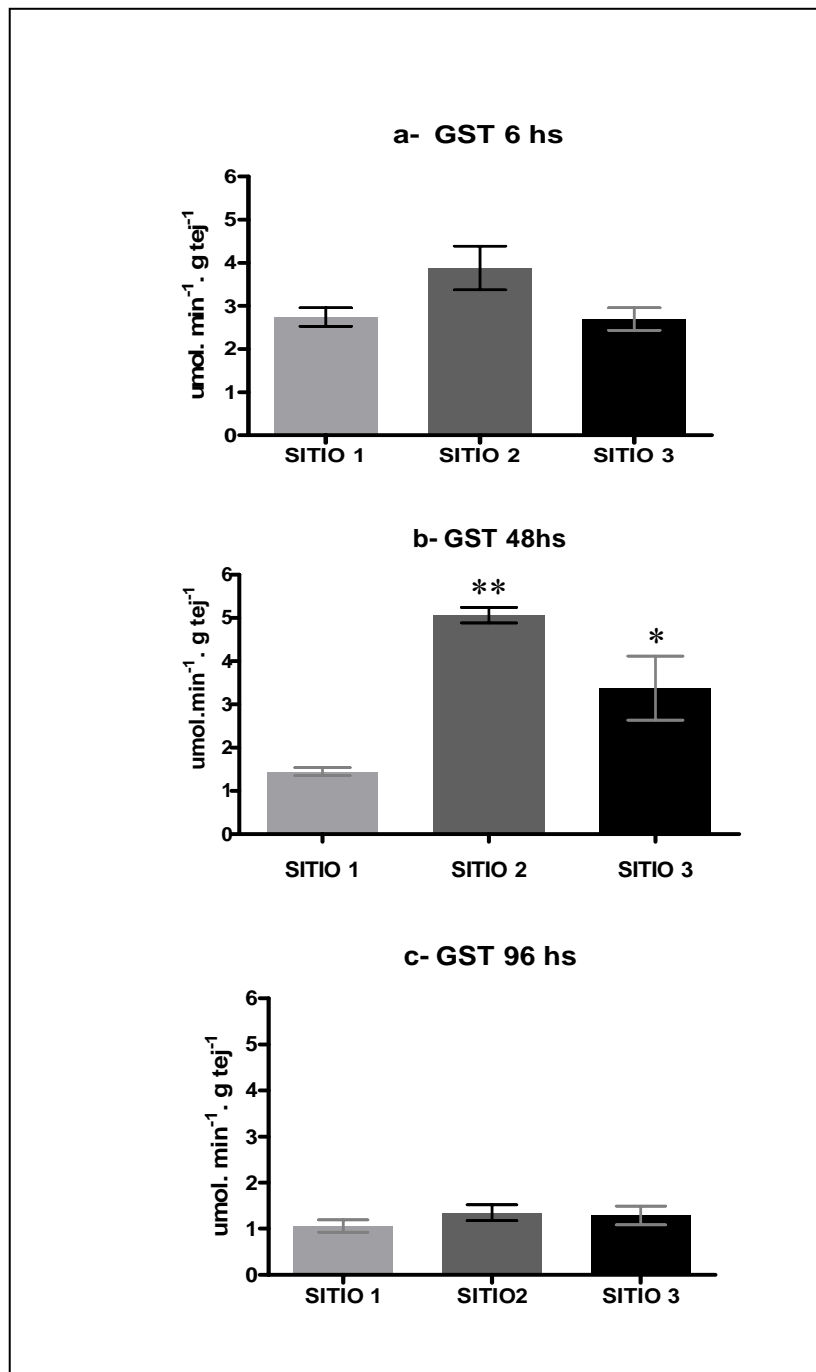 a- GST 6 hs
umol. min⁻¹. g tej⁻¹
6
5
4
3
2
1
0
SITIO 1 SITIO 2 SITIO 3
b- GST 48hs
umol.min⁻¹. g tej⁻¹
6
5
4
3
2
1
0
**
*
SITIO 1 SITIO 2 SITIO 3
c- GST 96 hs
umol. min⁻¹. g tej⁻¹
6
5
4
3
2
1
0
SITIO 1 SITIO2 SITIO 3